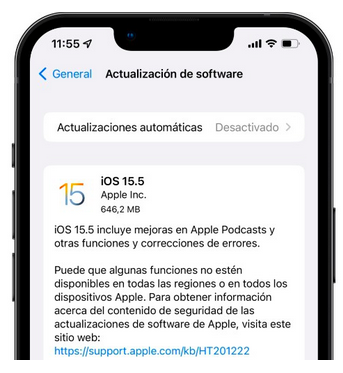 11:55
General
Actualización de software
Actualizaciones automáticas Desactivado
15
iOS 15.5
Apple Inc.
646,2 MB
iOS 15.5 incluye mejoras en Apple Podcasts y
otras funciones y correcciones de errores.
Puede que algunas funciones no estén
disponibles en todas las regiones o en todos los
dispositivos Apple. Para obtener información
acerca del contenido de seguridad de las
actualizaciones de software de Apple, visita este
sitio web:
https://support.apple.com/kb/HT201222